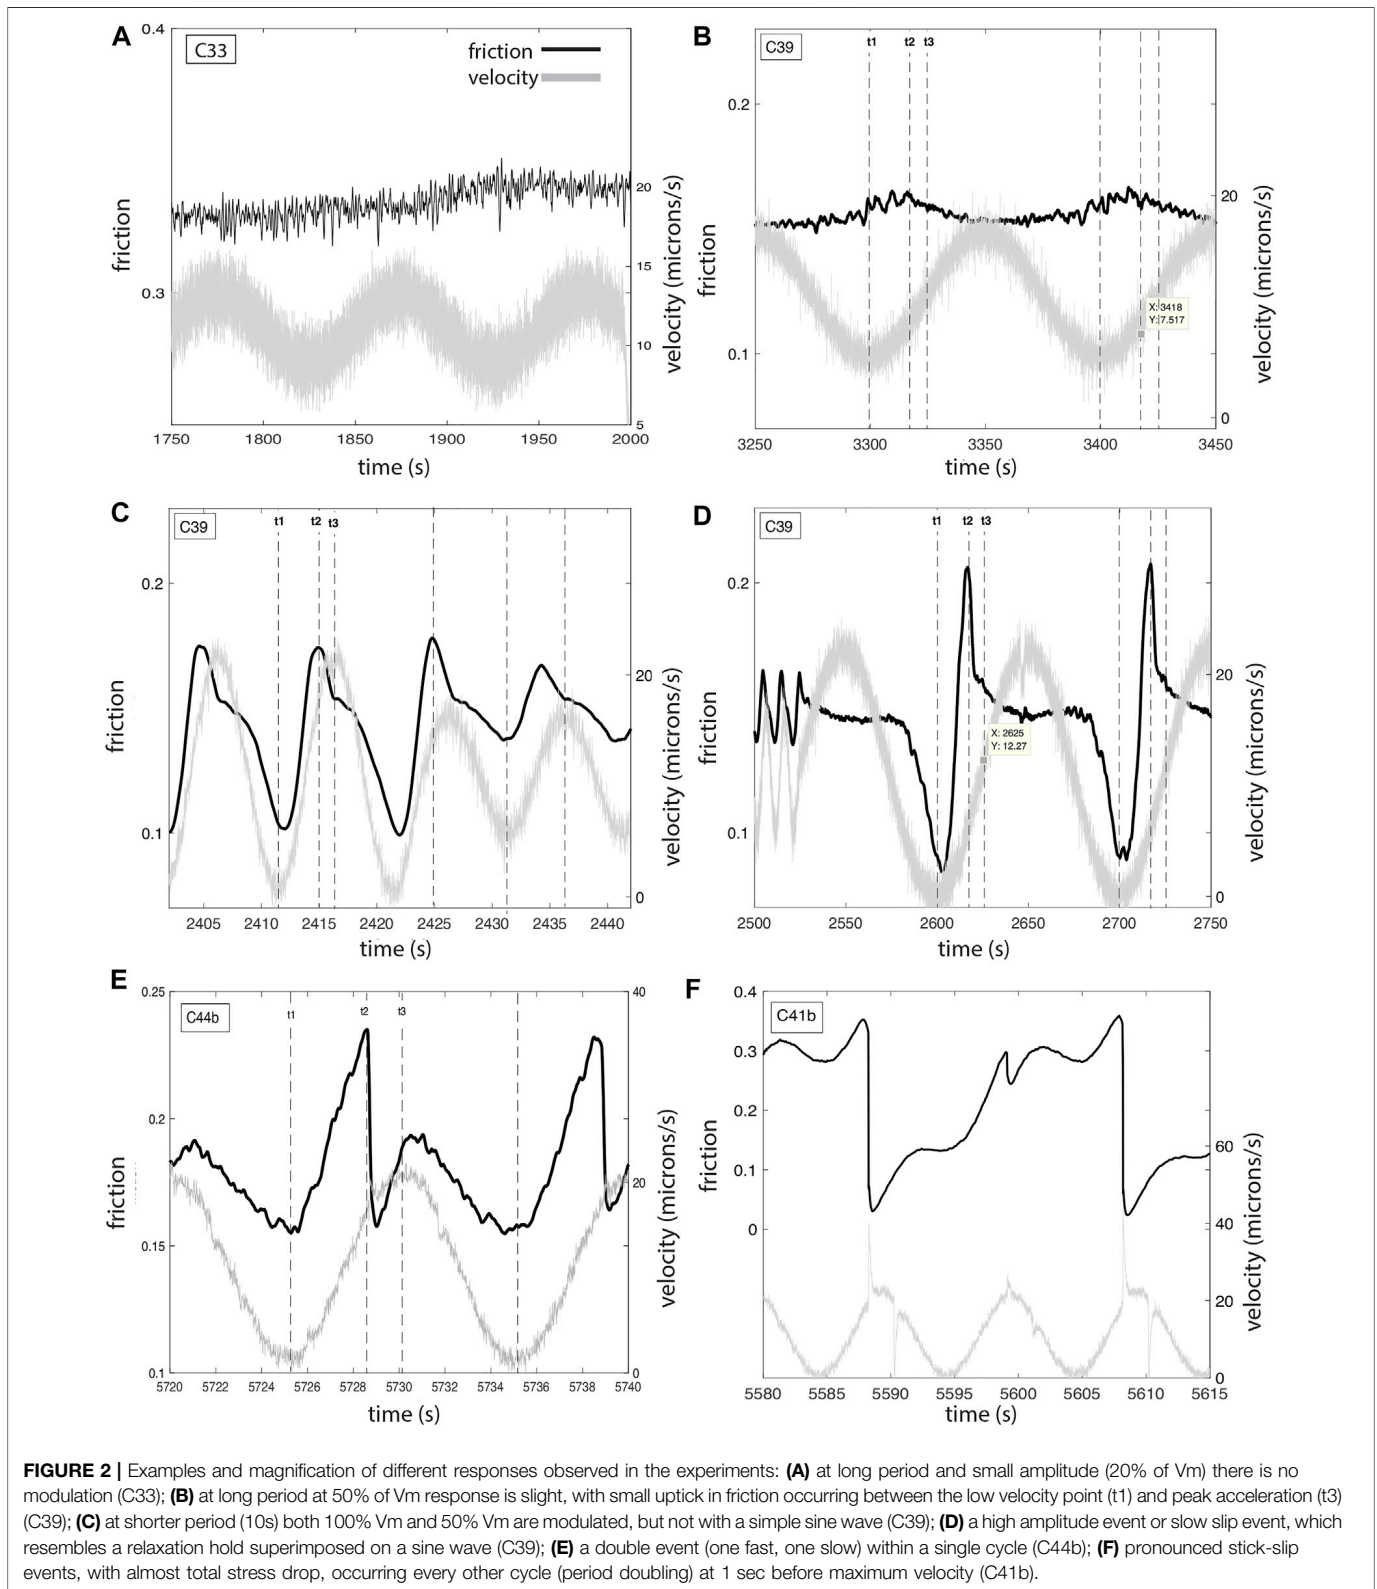 A
C33
friction
velocity
0.4
0.3
friction
20
15
10
5
velocity (microns/s)
1750
1800
1850
1900
1950
2000
time (s)
B
C39
t1
t2
t3
0.2
0.1
friction
X: 3418
Y: 7.517
20
0
velocity (microns/s)
3250
3300
3350
3400
3450
time (s)
C
C39
t1
t2
t3
0.2
0.1
friction
20
0
velocity (microns/s)
2405
2410
2415
2420
2425
2430
2435
2440
time (s)
D
C39
t1
t2
t3
0.2
0.1
friction
X: 2625
Y: 12.27
20
0
velocity (microns/s)
2500
2550
2600
2650
2700
2750
time (s)
E
C44b
t1
t2
t3
0.25
0.2
0.15
0.1
friction
40
20
0
velocity (microns/s)
5720
5722
5724
5726
5728
5730
5732
5734
5736
5738
5740
time (s)
F
C41b
0.4
0.3
0.2
0.1
0
friction
60
40
20
0
velocity (microns/s)
5580
5585
5590
5595
5600
5605
5610
5615
time (s)
FIGURE 2 | Examples and magnification of different responses observed in the experiments: (A) at long period and small amplitude (20% of Vm) there is no
modulation (C33); (B) at long period at 50% of Vm response is slight, with small uptick in friction occurring between the low velocity point (t1) and peak acceleration (t3)
(C39); (C) at shorter period (10s) both 100% Vm and 50% Vm are modulated, but not with a simple sine wave (C39); (D) a high amplitude event or slow slip event, which
resembles a relaxation hold superimposed on a sine wave (C39); (E) a double event (one fast, one slow) within a single cycle (C44b); (F) pronounced stick-slip
events, with almost total stress drop, occurring every other cycle (period doubling) at 1 sec before maximum velocity (C41b).